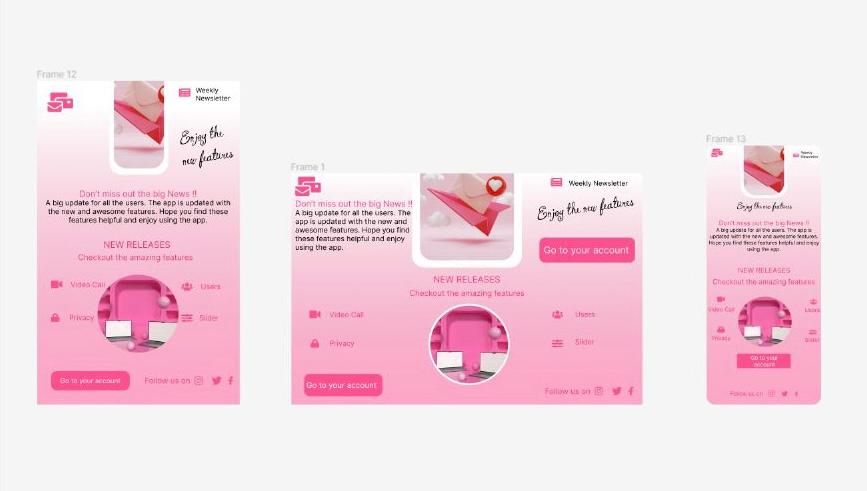 Frame 12
Weekly
Newsletter
Enjoy the
new features
Don't miss out the big News !!
A big update for all the users. The app is updated with
the new and awesome features. Hope you find these
features helpful and enjoy using the app.
NEW RELEASES
Checkout the amazing features
Video Call
Users
Privacy
Slider
Go to your account
Follow us on
Frame 1
Weekly Newsletter
Don't miss out the big News !!
A big update for all the users. The
app is updated with the new and
awesome features. Hope you find
these features helpful and enjoy
using the app.
Enjoy the new features
Go to your account
NEW RELEASES
Checkout the amazing features
Video Call
Users
Privacy
Slider
Go to your account
Follow us on
Frame 13
Weekly
Newsletter
Enjoy the new features
Don't miss out the big News !!
A big update for all the users. The app is
updated with the new and awesome features.
Hope you find these features helpful and enjoy
using the app.
NEW RELEASES
Checkout the amazing features
Video Call
Users
Privacy
Slider
Go to your
account
Follow us on